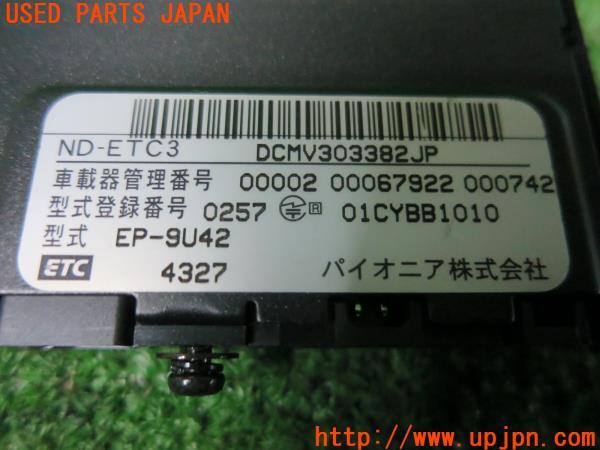 USED PARTS JAPAN
ND-ETC3 DCMV303382JP
車載器管理番号 00002 00067922 000742
型式登録番号 0257 R 01CYBB1010
型式 EP-9U42
ETC 4327 パイオニア株式会社
http://www.upjpn.com/